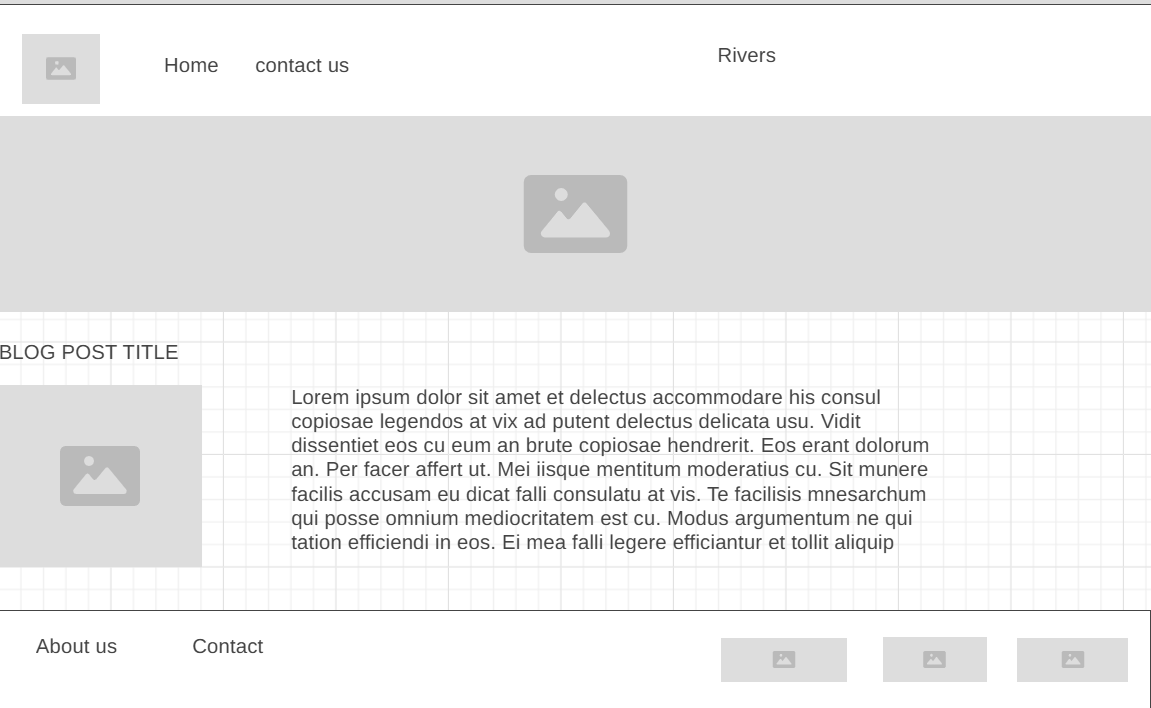 Home
contact us
Rivers
BLOG POST TITLE
Lorem ipsum dolor sit amet et delectus accommodare his consul
copiosae legendos at vix ad putent delectus delicata usu. Vidit
dissentiet eos cu eum an brute copiosae hendrerit. Eos erant dolorum
an. Per facer affert ut. Mei iisque mentitum moderatius cu. Sit munere
facilis accusam eu dicat falli consulatu at vis. Te facilisis mnesarchum
qui posse omnium mediocritatem est cu. Modus argumentum ne qui
tation efficiendi in eos. Ei mea falli legere efficiantur et tollit aliquip
About us
Contact